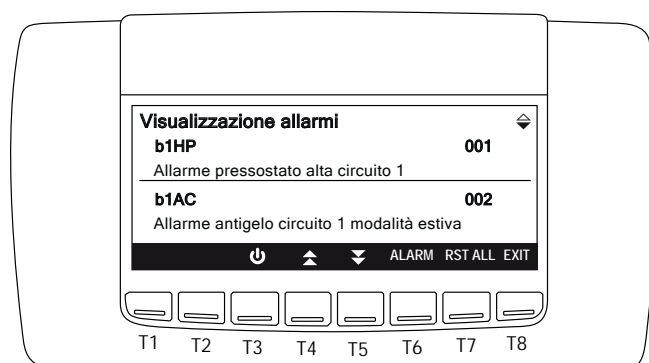 Visualizzazione allarmi
b1HP 001
Allarme pressostato alta circuito 1
b1AC 002
Allarme antigelo circuito 1 modalità estiva
ALARM RST ALL EXIT
T1 T2 T3 T4 T5 T6 T7 T8